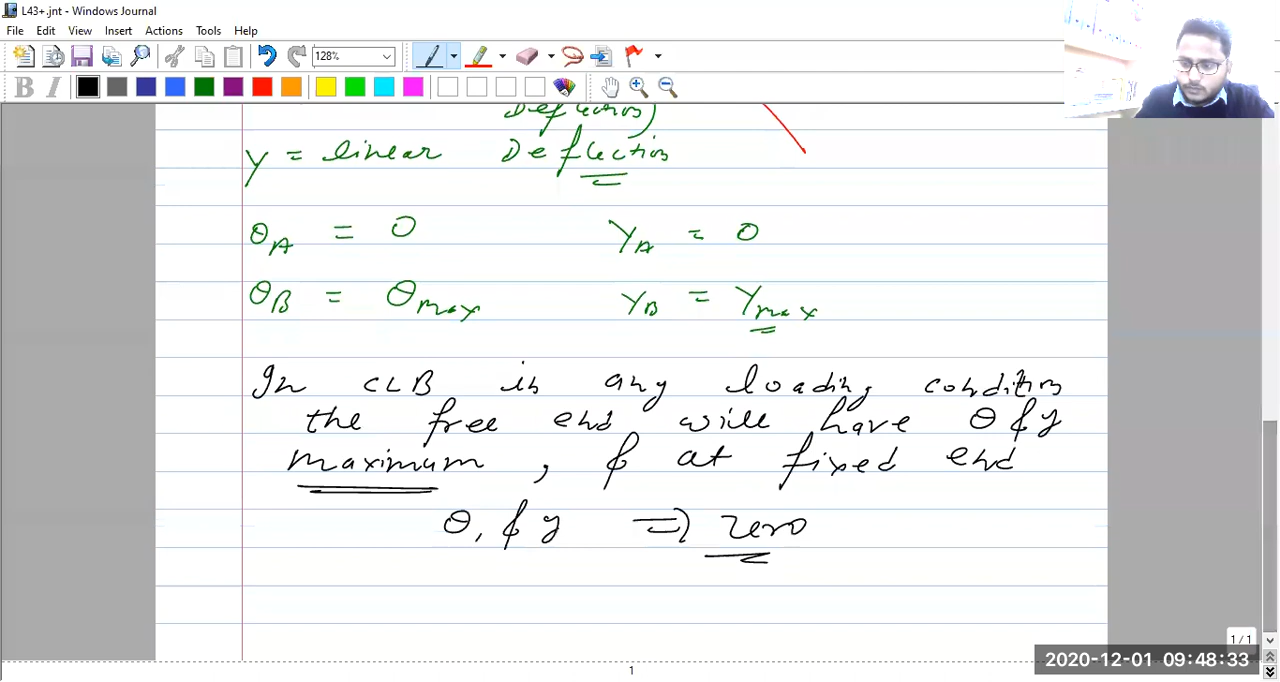 L43+.jnt - Windows Journal
File Edit View Insert Actions Tools Help
128%
B I
Deflection)
y = linear Deflection
θA = 0 yA = 0
θB = θmax yB = ymax
In CLB in any loading condition
the free end will have θ & y
maximum, & at fixed end
θ, & y ⇒ zero
1 / 1
2020-12-01 09:48:33
1